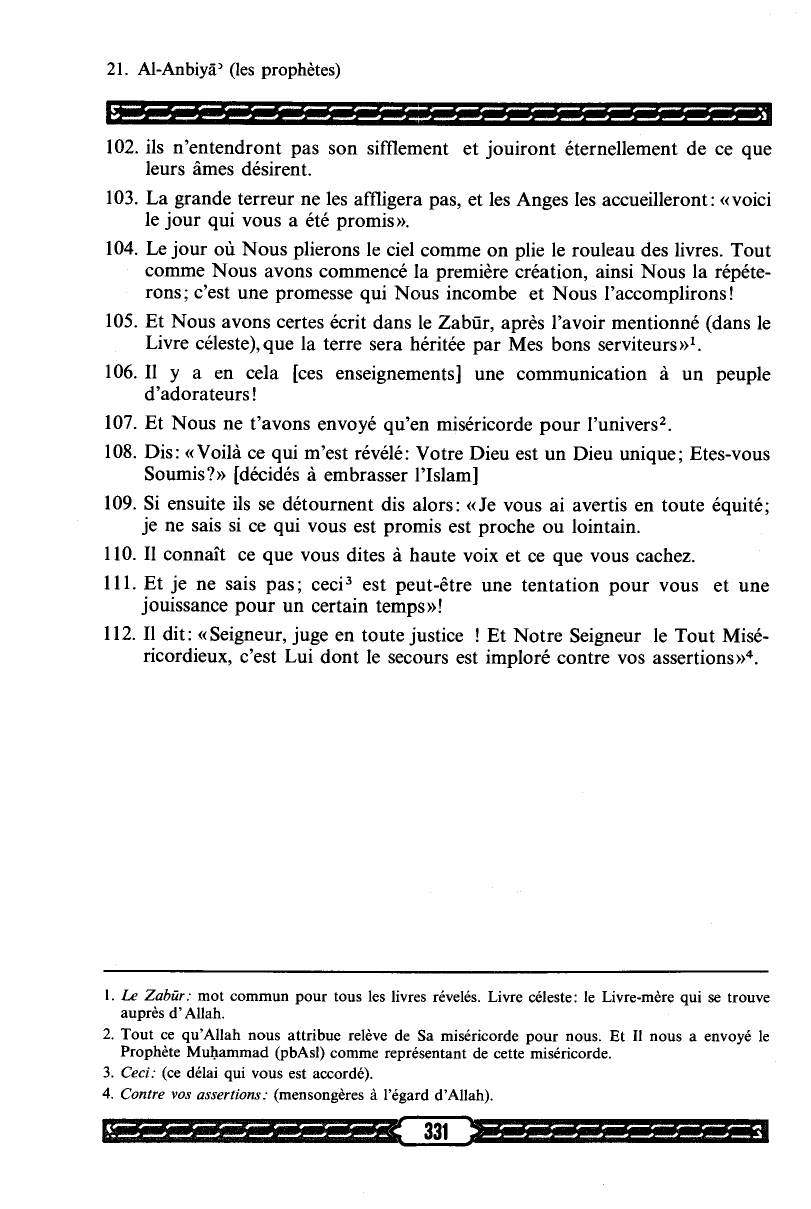 21. Al-Anbiyāʾ (les prophètes)
102. ils n'entendront pas son sifflement et jouiront éternellement de ce que
leurs âmes désirent.
103. La grande terreur ne les affligera pas, et les Anges les accueilleront: «voici
le jour qui vous a été promis».
104. Le jour où Nous plierons le ciel comme on plie le rouleau des livres. Tout
comme Nous avons commencé la première création, ainsi Nous la répéte-
rons; c'est une promesse qui Nous incombe et Nous l'accomplirons!
105. Et Nous avons certes écrit dans le Zabūr, après l'avoir mentionné (dans le
Livre céleste),que la terre sera héritée par Mes bons serviteurs»¹.
106. Il y a en cela [ces enseignements] une communication à un peuple
d'adorateurs!
107. Et Nous ne t'avons envoyé qu'en miséricorde pour l'univers².
108. Dis: «Voilà ce qui m'est révélé: Votre Dieu est un Dieu unique; Etes-vous
Soumis?» [décidés à embrasser l'Islam]
109. Si ensuite ils se détournent dis alors: «Je vous ai avertis en toute équité;
je ne sais si ce qui vous est promis est proche ou lointain.
110. Il connaît ce que vous dites à haute voix et ce que vous cachez.
111. Et je ne sais pas; ceci³ est peut-être une tentation pour vous et une
jouissance pour un certain temps»!
112. Il dit: «Seigneur, juge en toute justice ! Et Notre Seigneur le Tout Misé-
ricordieux, c'est Lui dont le secours est imploré contre vos assertions»⁴.
1. Le Zabūr: mot commun pour tous les livres révelés. Livre céleste: le Livre-mère qui se trouve
auprès d'Allah.
2. Tout ce qu'Allah nous attribue relève de Sa miséricorde pour nous. Et Il nous a envoyé le
Prophète Muḥammad (pbAsl) comme représentant de cette miséricorde.
3. Ceci: (ce délai qui vous est accordé).
4. Contre vos assertions: (mensongères à l'égard d'Allah).
331